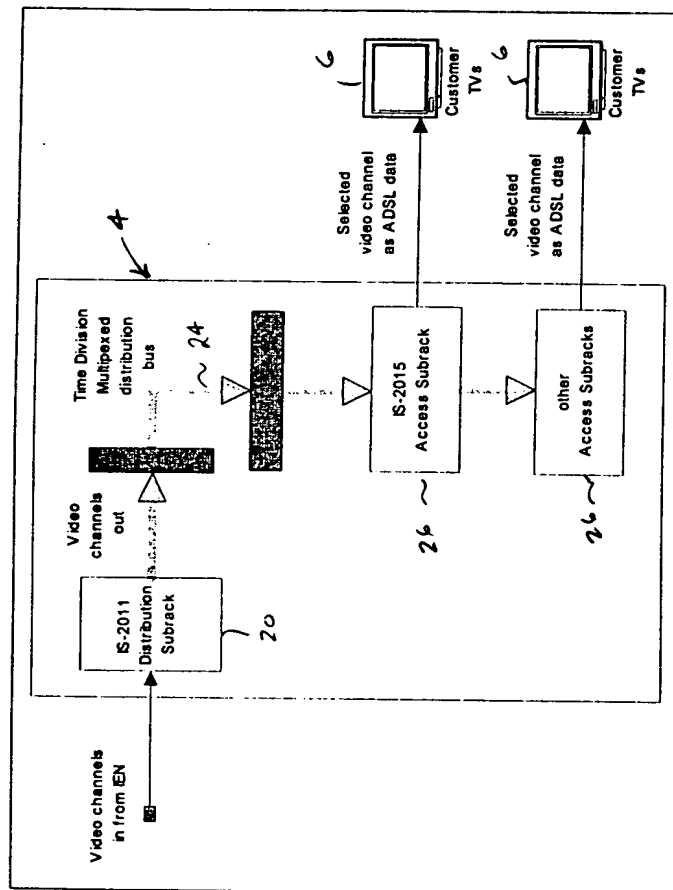 Video channels
in from IEN
IS-2011
Distribution
Subrack
20
Video
channels
out
Time Division
Multipexed
distribution
bus
4
24
IS-2015
Access Subrack
26
other
Access Subracks
26
Selected
video channel
as ADSL data
6
Customer
TVs
Selected
video channel
as ADSL data
6
Customer
TVs